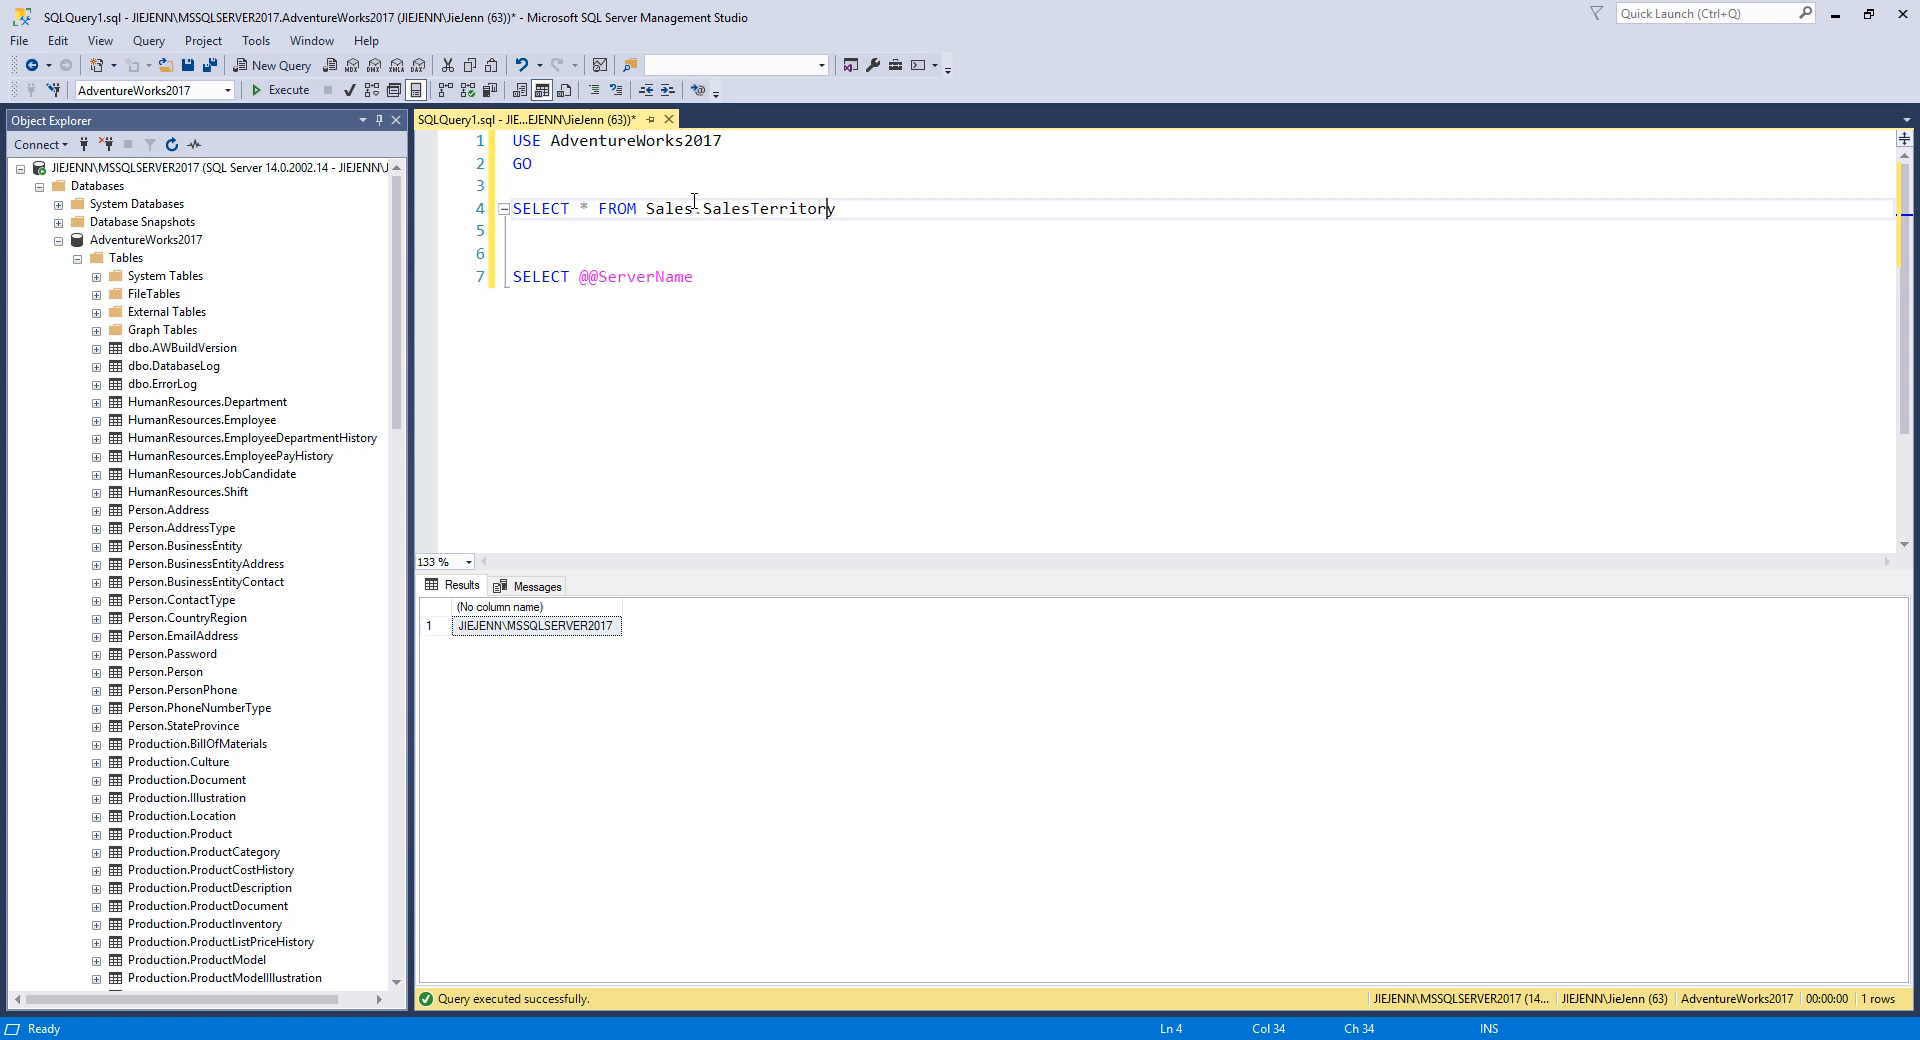 SQLQuery1.sql - JIEJENN\MSSQLSERVER2017.AdventureWorks2017 (JIEJENN\JieJenn (63))* - Microsoft SQL Server Management Studio
Quick Launch (Ctrl+Q)
File Edit View Query Project Tools Window Help
New Query
AdventureWorks2017 Execute
Object Explorer
Connect
JIEJENN\MSSQLSERVER2017 (SQL Server 14.0.2002.14 - JIEJENN\J
Databases
System Databases
Database Snapshots
AdventureWorks2017
Tables
System Tables
FileTables
External Tables
Graph Tables
dbo.AWBuildVersion
dbo.DatabaseLog
dbo.ErrorLog
HumanResources.Department
HumanResources.Employee
HumanResources.EmployeeDepartmentHistory
HumanResources.EmployeePayHistory
HumanResources.JobCandidate
HumanResources.Shift
Person.Address
Person.AddressType
Person.BusinessEntity
Person.BusinessEntityAddress
Person.BusinessEntityContact
Person.ContactType
Person.CountryRegion
Person.EmailAddress
Person.Password
Person.Person
Person.PersonPhone
Person.PhoneNumberType
Person.StateProvince
Production.BillOfMaterials
Production.Culture
Production.Document
Production.Illustration
Production.Location
Production.Product
Production.ProductCategory
Production.ProductCostHistory
Production.ProductDescription
Production.ProductDocument
Production.ProductInventory
Production.ProductListPriceHistory
Production.ProductModel
Production.ProductModelIllustration
SQLQuery1.sql - JIE...EJENN\JieJenn (63))*
1 USE AdventureWorks2017
2 GO
3
4 SELECT * FROM Sales.SalesTerritory
5
6
7 SELECT @@ServerName
133 %
Results Messages
(No column name)
1 JIEJENN\MSSQLSERVER2017
Query executed successfully. JIEJENN\MSSQLSERVER2017 (14... JIEJENN\JieJenn (63) AdventureWorks2017 00:00:00 1 rows
Ready Ln 4 Col 34 Ch 34 INS